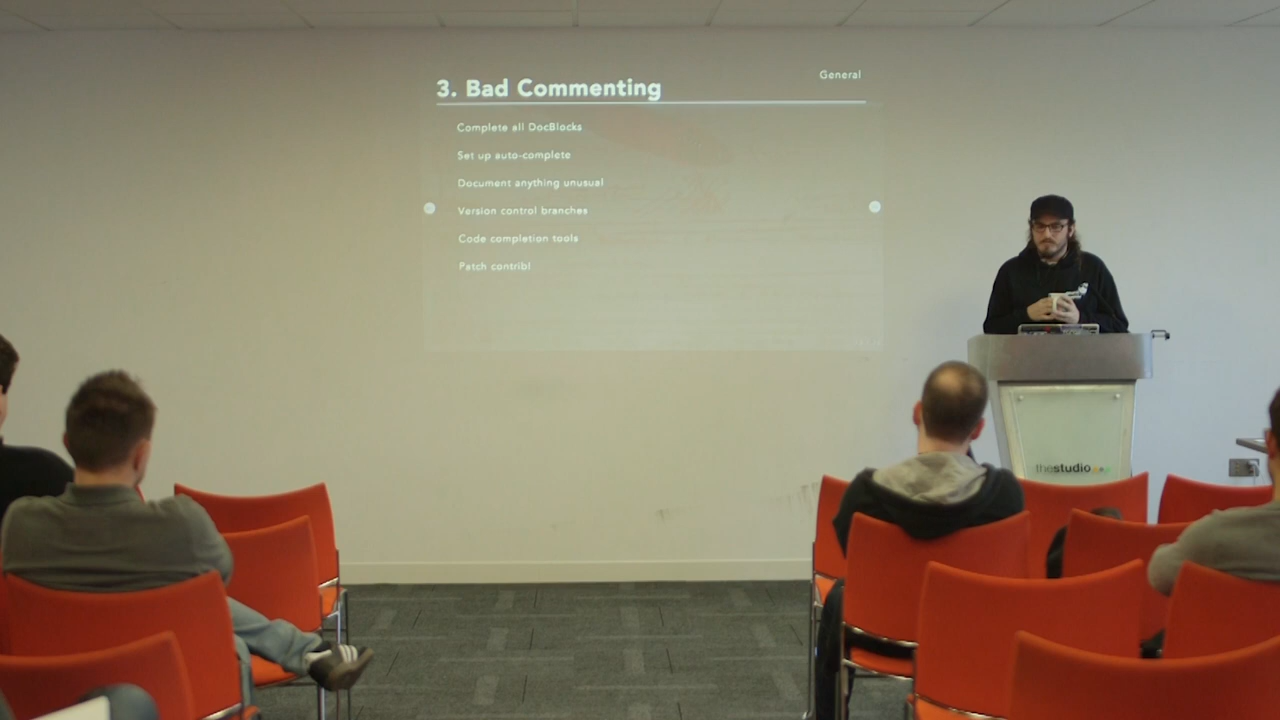 3. Bad Commenting
General
Complete all DocBlocks
Set up auto-complete
Document anything unusual
Version control branches
Code completion tools
Patch contrib!
thestudio